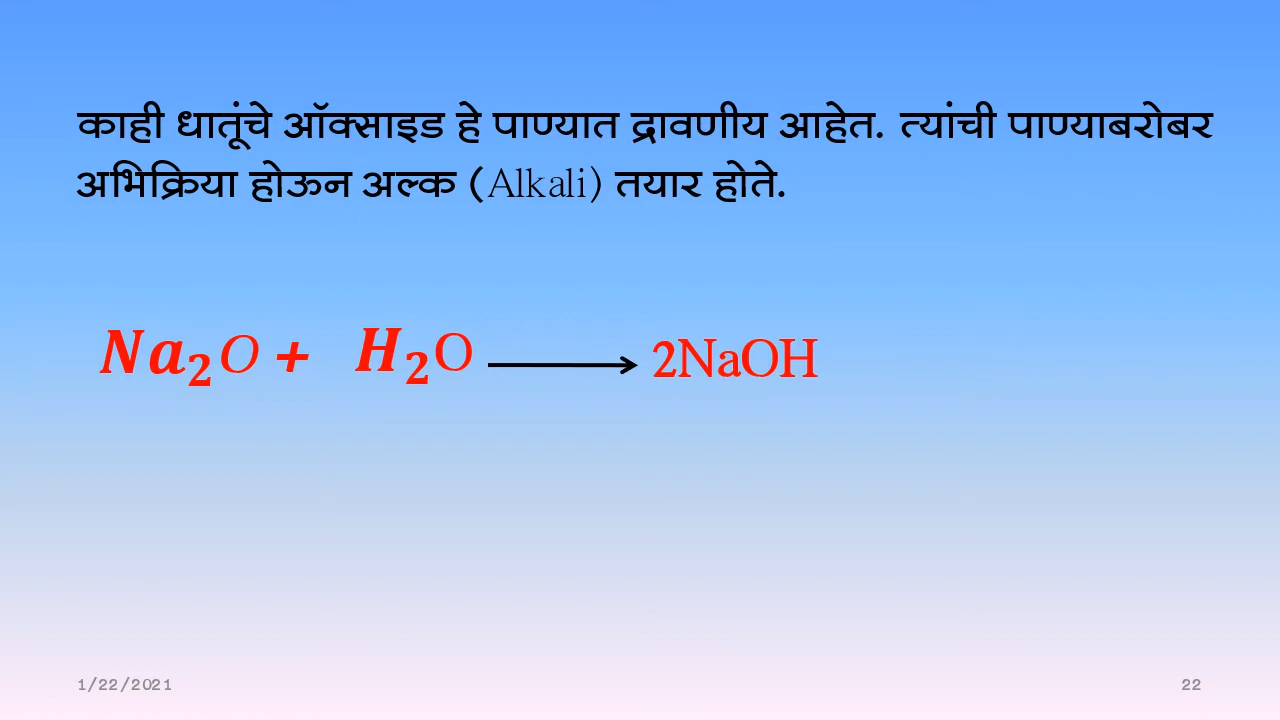 काही धातूंचे ऑक्साइड हे पाण्यात द्रावणीय आहेत. त्यांची पाण्याबरोबर
अभिक्रिया होऊन अल्क (Alkali) तयार होते.
Na₂O + H₂O ⟶ 2NaOH
1/22/2021 22